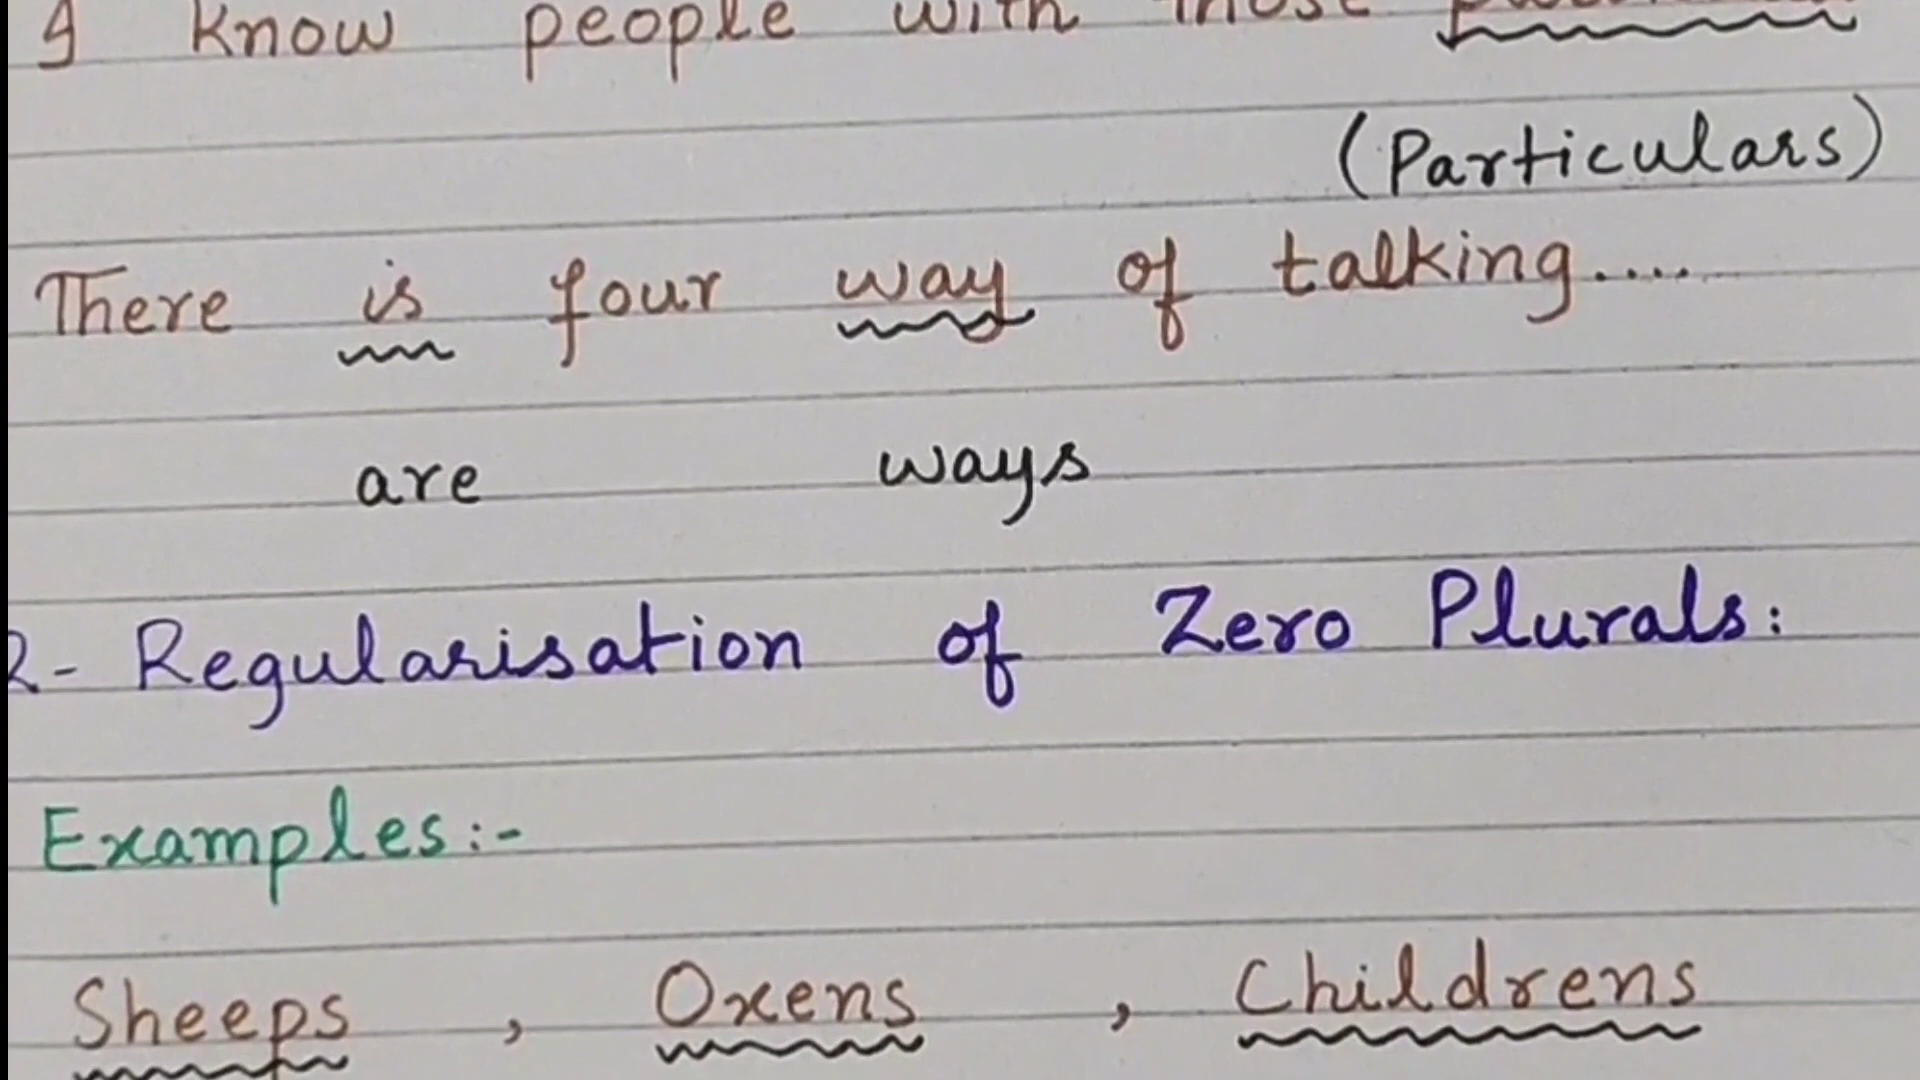 I know people with those
(Particulars)
There is four way of talking.....
are ways
2- Regularisation of Zero Plurals:
Examples:-
Sheeps , Oxens , Childrens